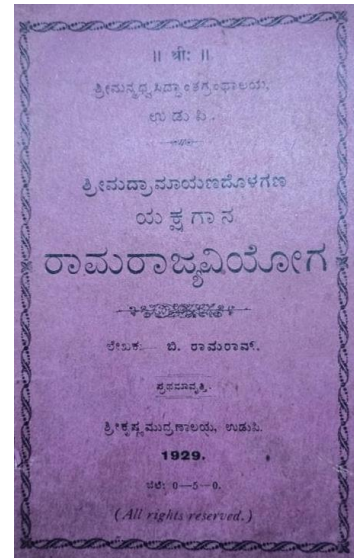 ॥ श्रीः ॥
ಶ್ರೀಮನ್ಮಧ್ವಸಿದ್ಧಾಂತಗ್ರಂಥಾಲಯ,
ಉಡುಪಿ.
ಶ್ರೀಮದ್ರಾಮಾಯಣದೊಳಗಣ
ಯಕ್ಷಗಾನ
ರಾಮರಾಜ್ಯವಿಯೋಗ
ಲೇಖಕ:— ಬಿ. ರಾಮರಾವ್.
ಪ್ರಥಮಾವೃತ್ತಿ.
ಶ್ರೀಕೃಷ್ಣಮುದ್ರಣಾಲಯ, ಉಡುಪಿ.
1929.
ಬೆಲೆ: 0—5—0.
(All rights reserved.)